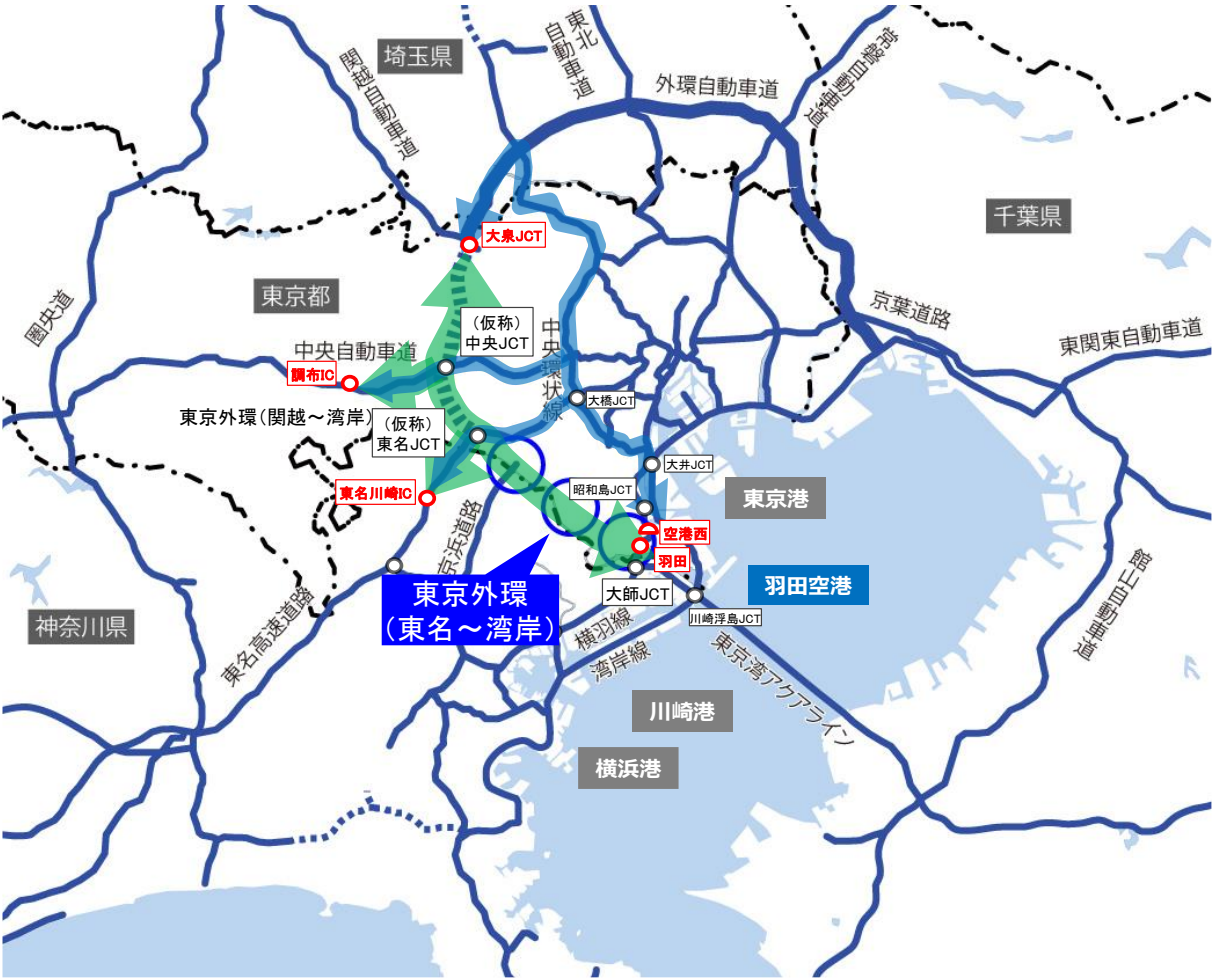 埼玉県
東北
自動車道
外環自動車道
常磐自動車道
関越自動車道
千葉県
大泉JCT
東京都
(仮称)
中央JCT
圏央道
中央自動車道
中央環状線
京葉道路
東関東自動車道
調布IC
大橋JCT
東京外環(関越～湾岸)
(仮称)
東名JCT
大井JCT
東名川崎IC
昭和島JCT
東京港
空港西
羽田
京浜道路
東京外環
(東名～湾岸)
大師JCT
羽田空港
川崎浮島JCT
館山自動車道
神奈川県
東名高速道路
横羽線
湾岸線
東京湾アクアライン
川崎港
横浜港